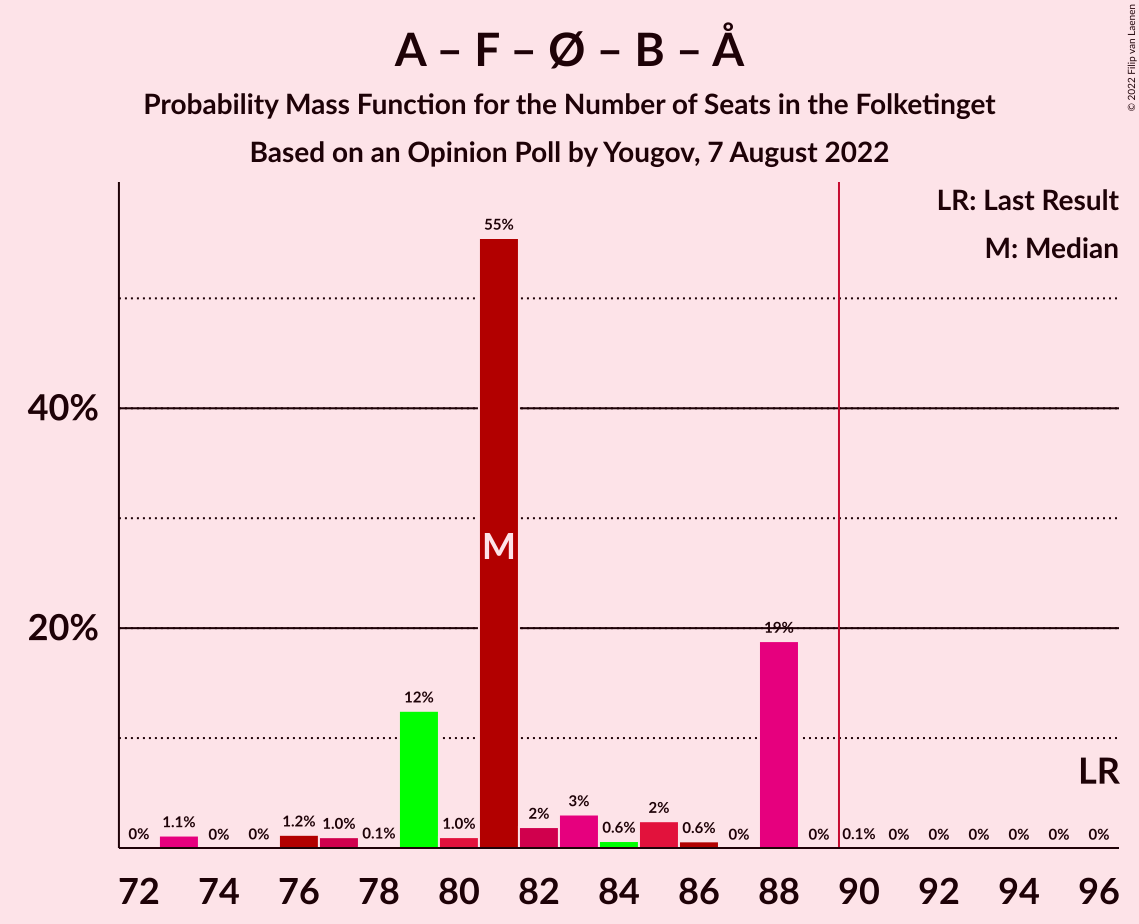 A – F – Ø – B – Å
Probability Mass Function for the Number of Seats in the Folketinget
Based on an Opinion Poll by Yougov, 7 August 2022
© 2022 Filip van Laenen
LR: Last Result
M: Median
55%
40%
M
20%
19%
12%
LR
0% 1.1% 0% 0% 1.2% 1.0% 0.1% 1.0% 2% 3% 0.6% 2% 0.6% 0% 0% 0.1% 0% 0% 0% 0% 0% 0%
72 74 76 78 80 82 84 86 88 90 92 94 96